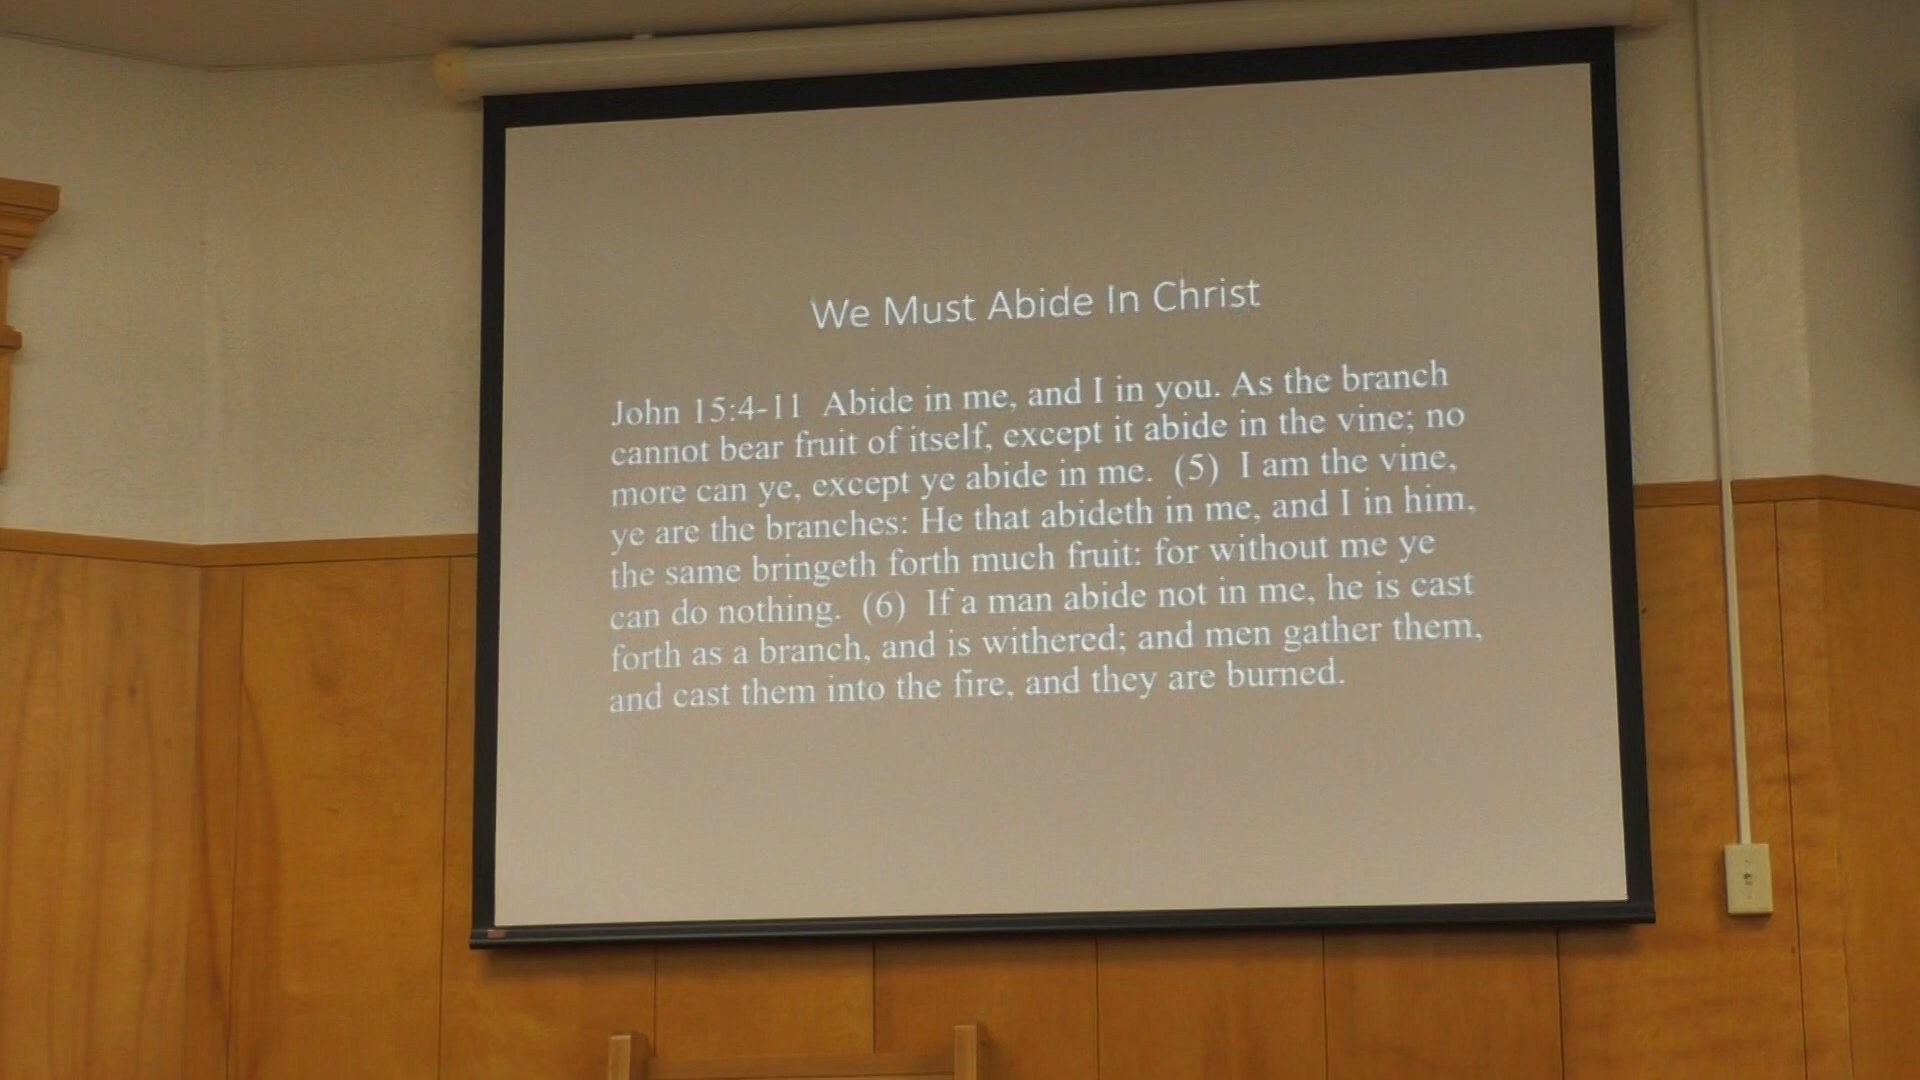 We Must Abide In Christ
John 15:4-11 Abide in me, and I in you. As the branch
cannot bear fruit of itself, except it abide in the vine; no
more can ye, except ye abide in me. (5) I am the vine,
ye are the branches: He that abideth in me, and I in him,
the same bringeth forth much fruit: for without me ye
can do nothing. (6) If a man abide not in me, he is cast
forth as a branch, and is withered; and men gather them,
and cast them into the fire, and they are burned.